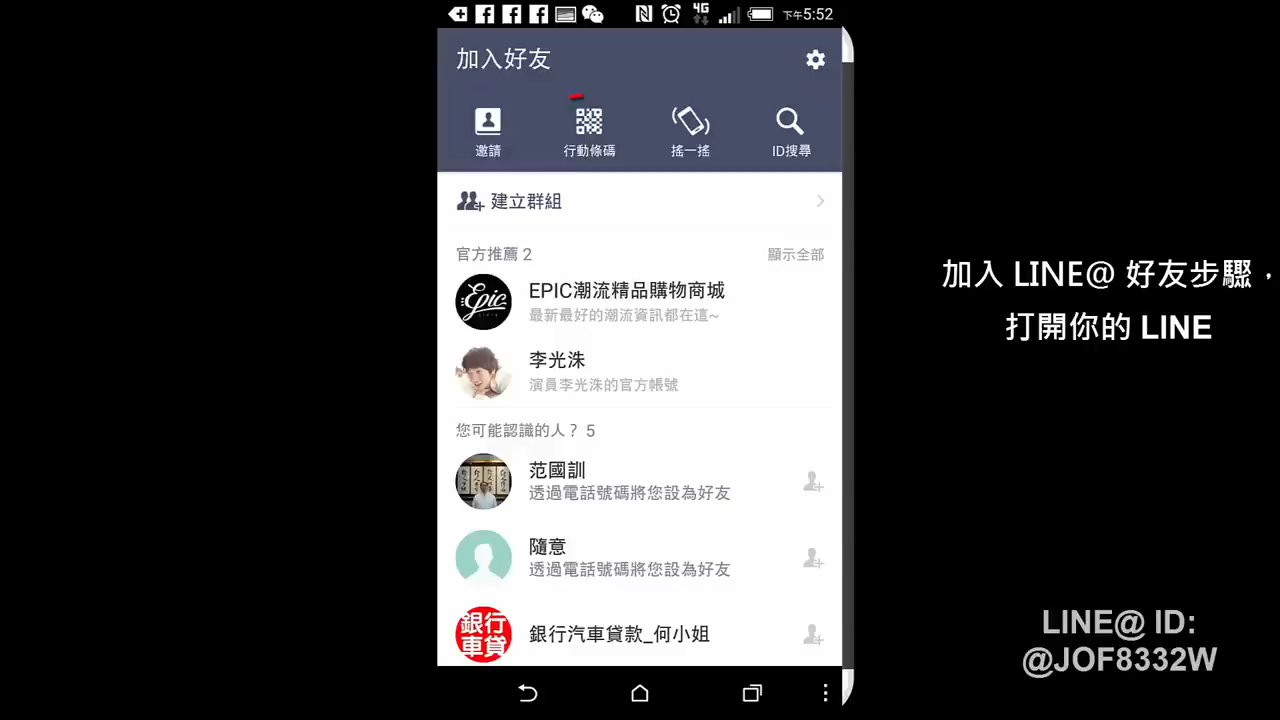 4G
下午5:52
加入好友
邀請
行動條碼
搖一搖
ID搜尋
建立群組
官方推薦 2
顯示全部
Epic
EPIC潮流精品購物商城
最新最好的潮流資訊都在這~
李光洙
演員李光洙的官方帳號
您可能認識的人？ 5
范國訓
透過電話號碼將您設為好友
隨意
透過電話號碼將您設為好友
銀行
車貸
銀行汽車貸款_何小姐
加入 LINE@ 好友步驟，
打開你的 LINE
LINE@ ID:
@JOF8332W